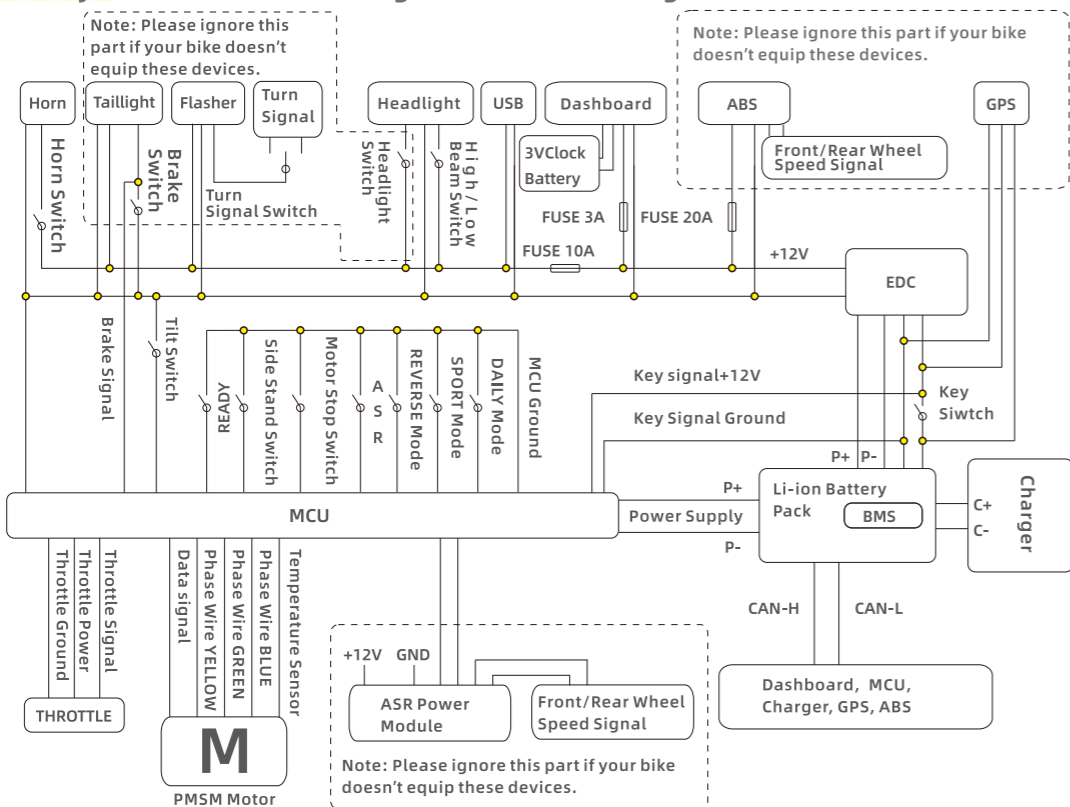 Note: Please ignore this
part if your bike doesn't
equip these devices.
Note: Please ignore this part if your bike
doesn't equip these devices.
Horn
Taillight
Flasher
Turn
Signal
Headlight
USB
Dashboard
ABS
GPS
3VClock
Battery
Front/Rear Wheel
Speed Signal
Horn Switch
Brake
Switch
Turn
Signal Switch
Headlight
Switch
High/Low
Beam Switch
FUSE 3A
FUSE 20A
FUSE 10A
+12V
EDC
Brake Signal
Tilt Switch
READY
Side Stand Switch
Motor Stop Switch
ASR
REVERSE Mode
SPORT Mode
DAILY Mode
MCU Ground
Key signal+12V
Key Signal Ground
Key
Siwtch
P+
P-
MCU
P+
Power Supply
P-
Li-ion Battery
Pack
BMS
C+
C-
Charger
CAN-H
CAN-L
Dashboard, MCU,
Charger, GPS, ABS
Throttle Ground
Throttle Power
Throttle Signal
Data signal
Phase Wire YELLOW
Phase Wire GREEN
Phase Wire BLUE
Temperature Sensor
THROTTLE
M
PMSM Motor
+12V
GND
ASR Power
Module
Front/Rear Wheel
Speed Signal
Note: Please ignore this part if your bike
doesn't equip these devices.